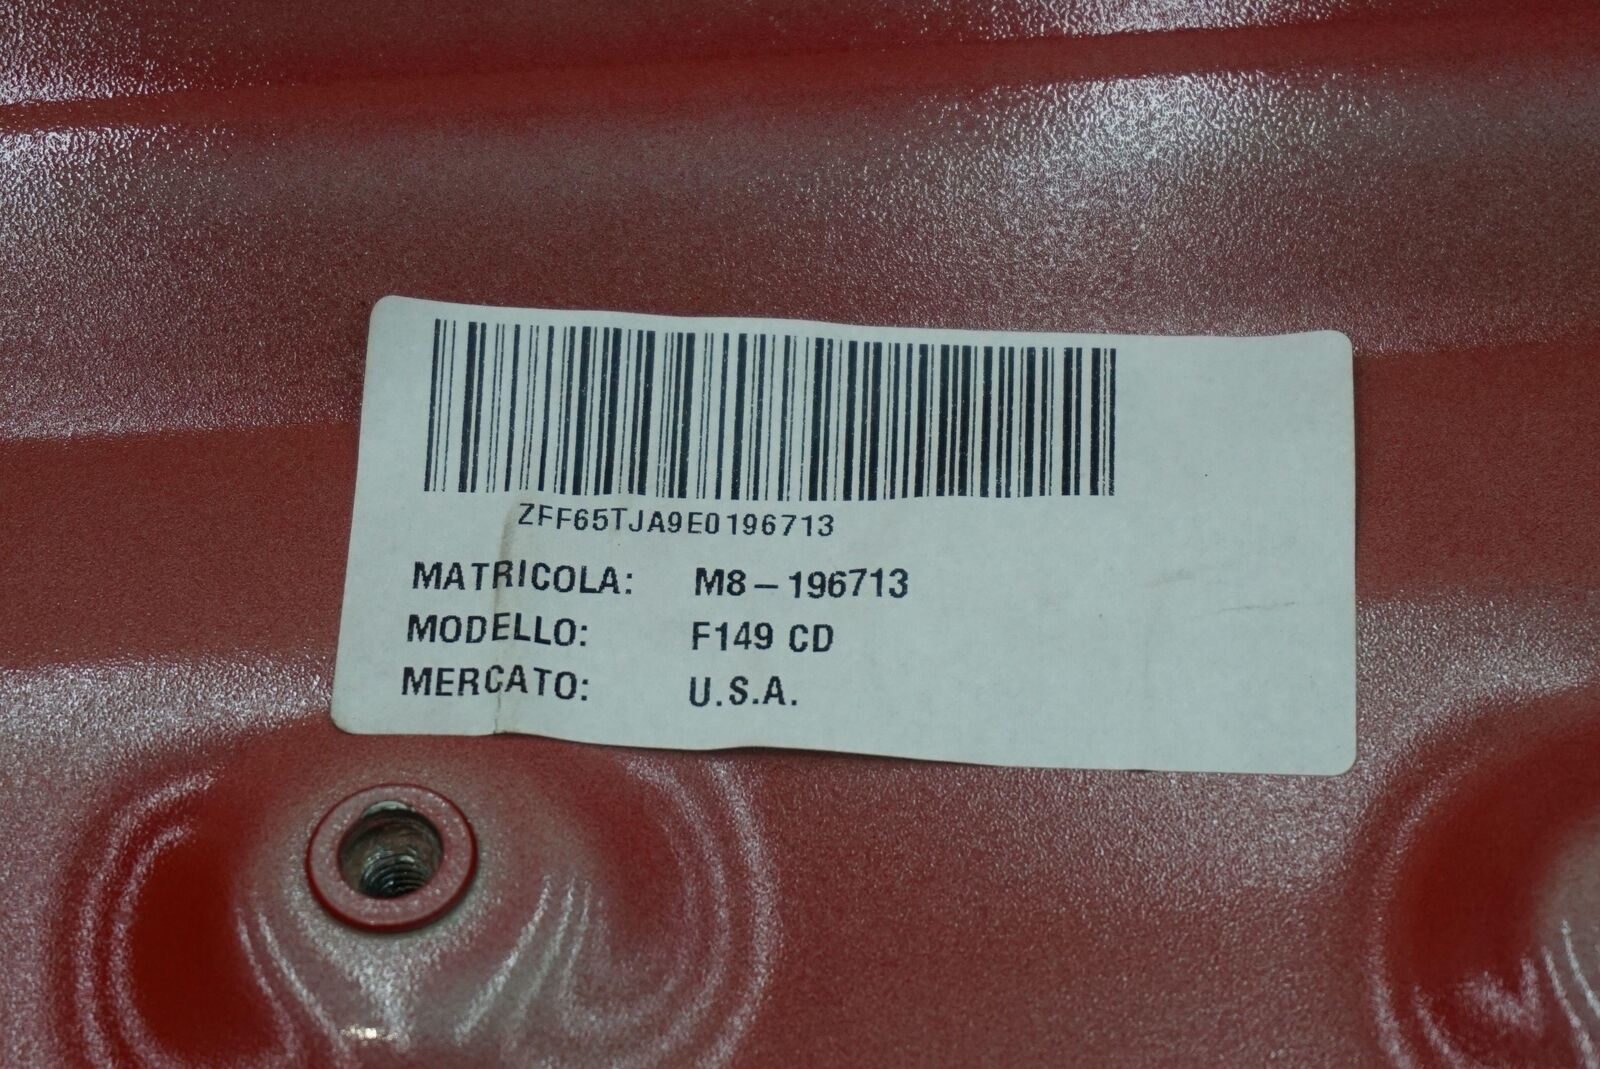 ZFF65TJA9E0196713
MATRICOLA: M8-196713
MODELLO: F149 CD
MERCATO: U.S.A.